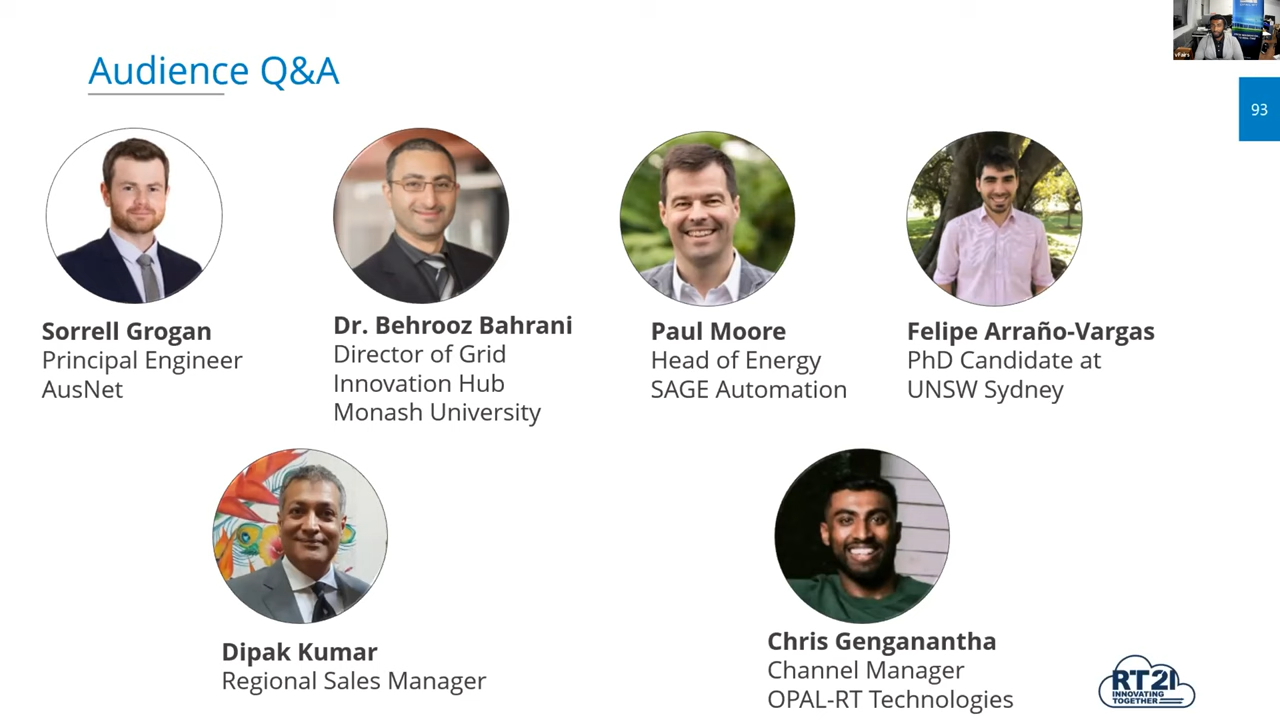 Audience Q&A
93
Sorrell Grogan
Principal Engineer
AusNet
Dr. Behrooz Bahrani
Director of Grid
Innovation Hub
Monash University
Paul Moore
Head of Energy
SAGE Automation
Felipe Arraño-Vargas
PhD Candidate at
UNSW Sydney
Dipak Kumar
Regional Sales Manager
Chris Genganantha
Channel Manager
OPAL-RT Technologies
RT21
INNOVATING
TOGETHER